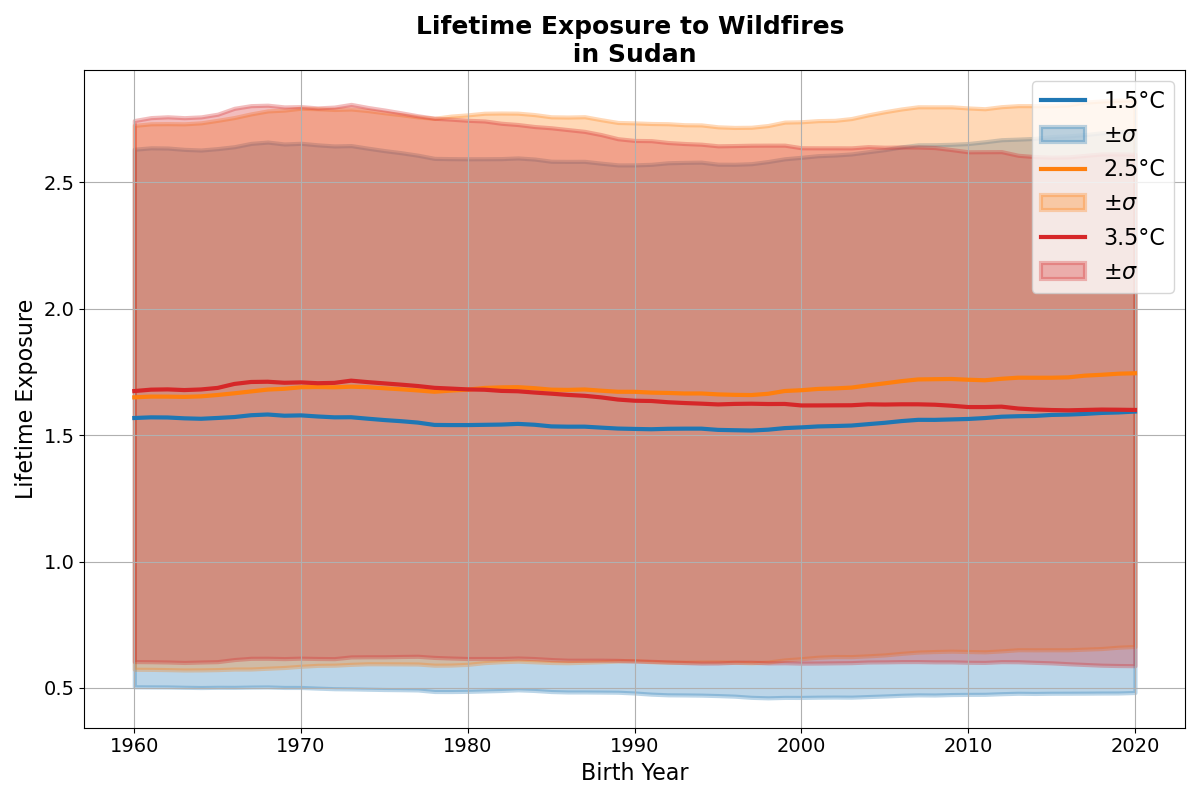 Lifetime Exposure to Wildfires
in Sudan
Lifetime Exposure
2.5
2.0
1.5
1.0
0.5
1960 1970 1980 1990 2000 2010 2020
Birth Year
1.5°C
±σ
2.5°C
±σ
3.5°C
±σ